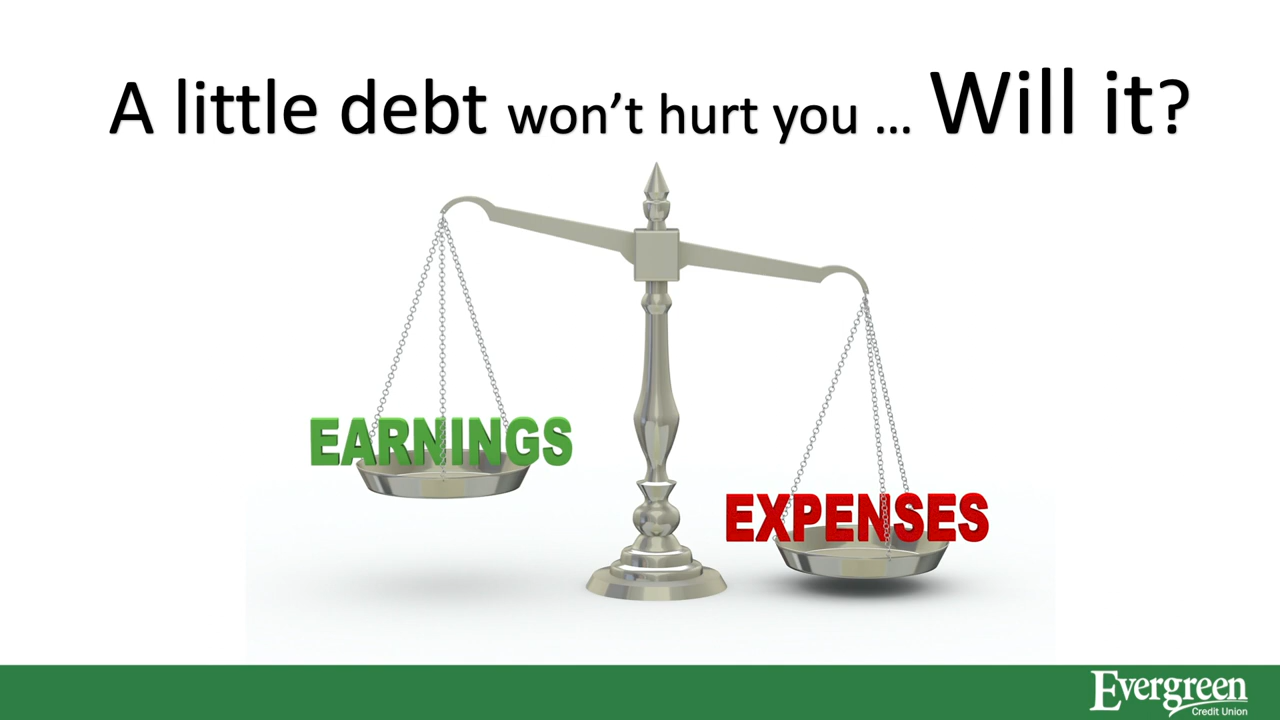 A little debt won’t hurt you … Will it?
EARNINGS
EXPENSES
Evergreen
Credit Union